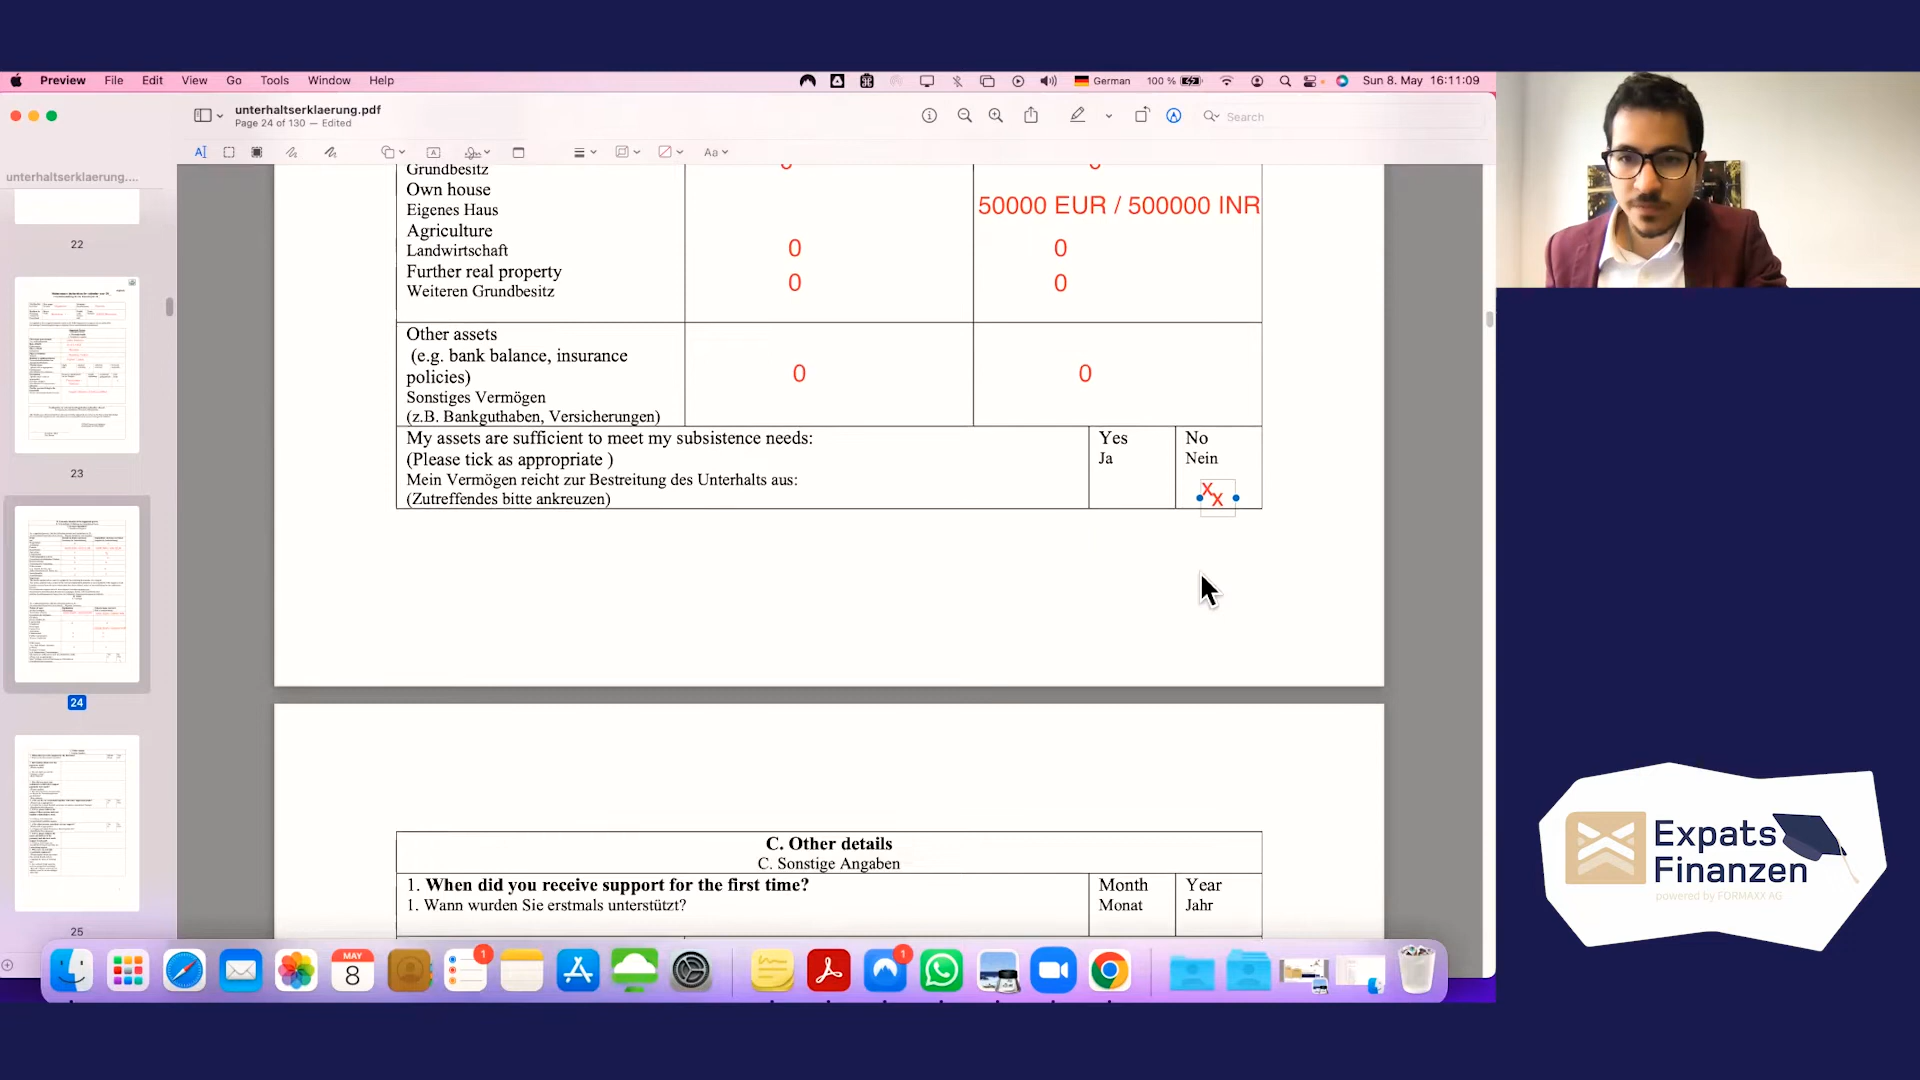 Preview File Edit View Go Tools Window Help German 100 % Sun 8. May 16:11:09
unterhaltserklaerung.pdf
Page 24 of 130 — Edited
Search
unterhaltserklaerung....
22
23
24
25
Grundbesitz
Own house
Eigenes Haus
50000 EUR / 500000 INR
Agriculture
Landwirtschaft
0 0
Further real property
Weiteren Grundbesitz
0 0
Other assets
(e.g. bank balance, insurance
policies)
Sonstiges Vermögen
(z.B. Bankguthaben, Versicherungen)
0 0
My assets are sufficient to meet my subsistence needs:
(Please tick as appropriate )
Mein Vermögen reicht zur Bestreitung des Unterhalts aus:
(Zutreffendes bitte ankreuzen)
Yes
Ja
No
Nein
x
x
C. Other details
C. Sonstige Angaben
1. When did you receive support for the first time?
1. Wann wurden Sie erstmals unterstützt?
Month
Monat
Year
Jahr
MAY
8
1
1
Expats
Finanzen
powered by FORMAXX AG